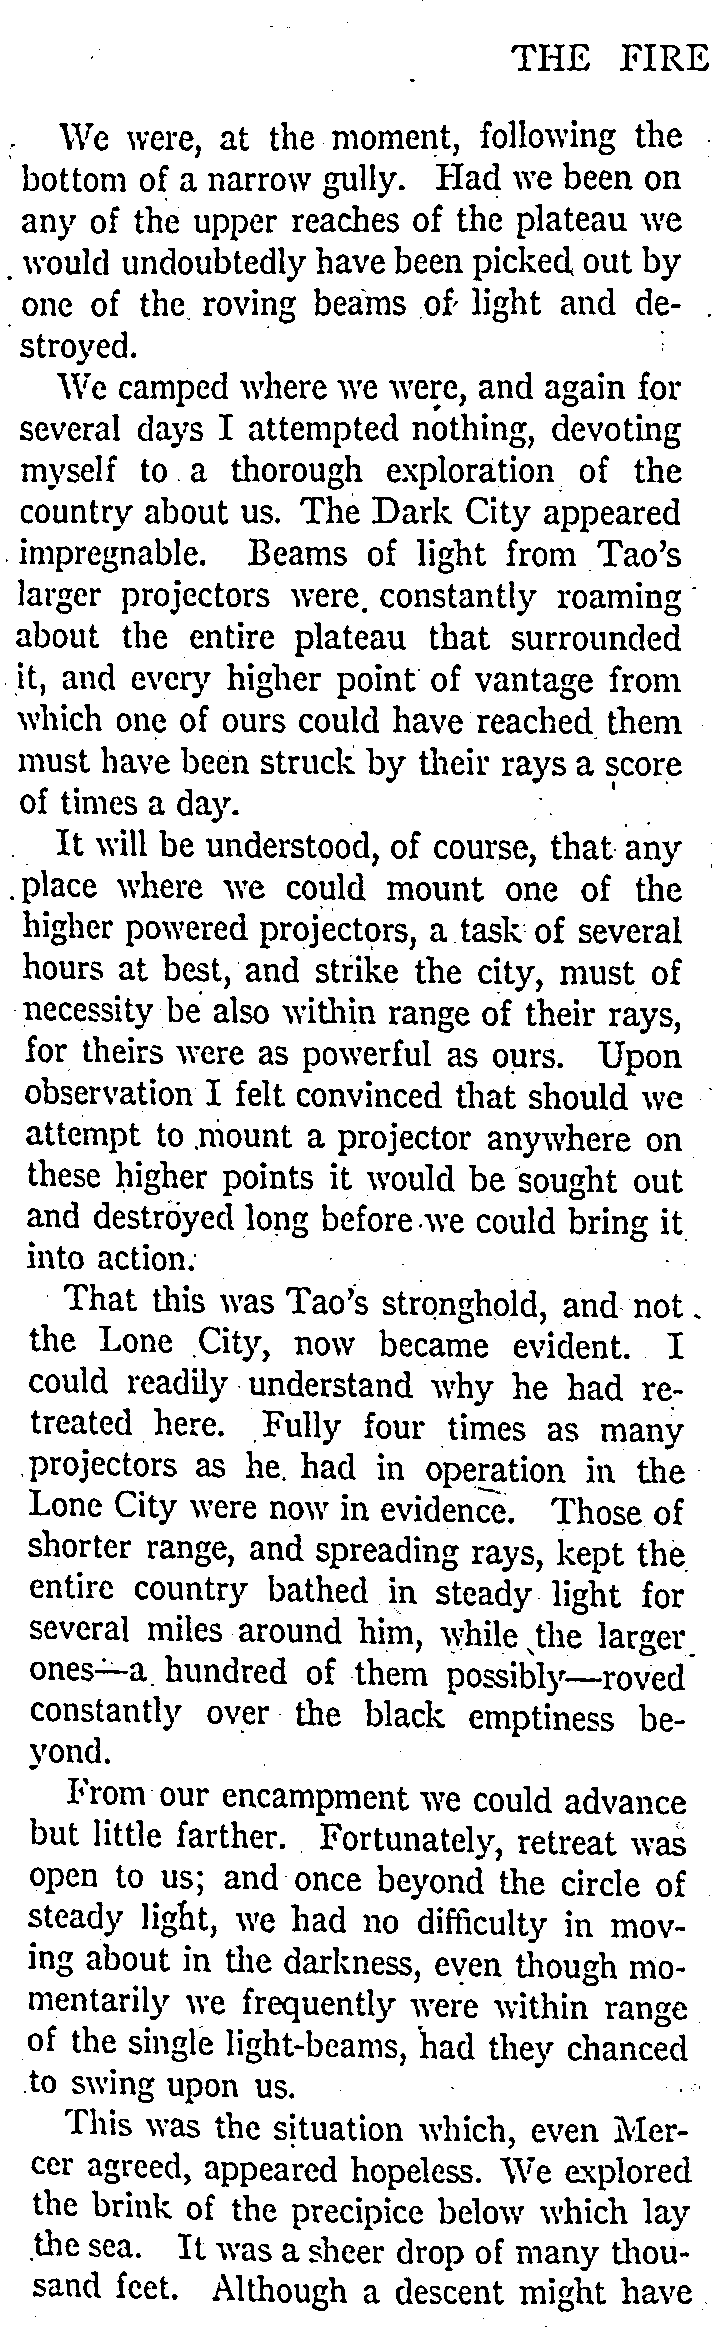 THE FIRE
We were, at the moment, following the
bottom of a narrow gully. Had we been on
any of the upper reaches of the plateau we
would undoubtedly have been picked out by
one of the roving beams of light and de-
stroyed.
We camped where we were, and again for
several days I attempted nothing, devoting
myself to a thorough exploration of the
country about us. The Dark City appeared
impregnable. Beams of light from Tao's
larger projectors were constantly roaming
about the entire plateau that surrounded
it, and every higher point of vantage from
which one of ours could have reached them
must have been struck by their rays a score
of times a day.
It will be understood, of course, that any
place where we could mount one of the
higher powered projectors, a task of several
hours at best, and strike the city, must of
necessity be also within range of their rays,
for theirs were as powerful as ours. Upon
observation I felt convinced that should we
attempt to mount a projector anywhere on
these higher points it would be sought out
and destroyed long before we could bring it
into action.
That this was Tao's stronghold, and not
the Lone City, now became evident. I
could readily understand why he had re-
treated here. Fully four times as many
projectors as he had in operation in the
Lone City were now in evidence. Those of
shorter range, and spreading rays, kept the
entire country bathed in steady light for
several miles around him, while the larger
ones—a hundred of them possibly—roved
constantly over the black emptiness be-
yond.
From our encampment we could advance
but little farther. Fortunately, retreat was
open to us; and once beyond the circle of
steady light, we had no difficulty in mov-
ing about in the darkness, even though mo-
mentarily we frequently were within range
of the single light-beams, had they chanced
to swing upon us.
This was the situation which, even Mer-
cer agreed, appeared hopeless. We explored
the brink of the precipice below which lay
the sea. It was a sheer drop of many thou-
sand feet. Although a descent might have